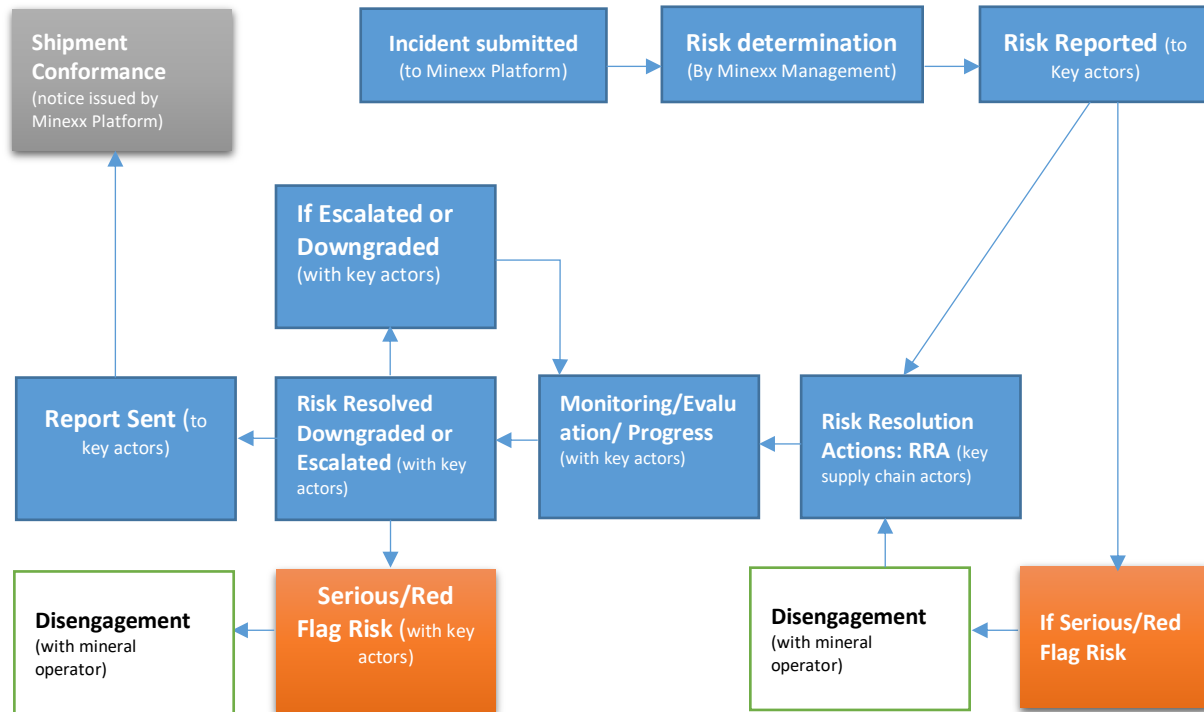 Shipment
Conformance
(notice issued by
Minexx Platform)
Incident submitted
(to Minexx Platform)
Risk determination
(By Minexx Management)
Risk Reported (to
Key actors)
If Escalated or
Downgraded
(with key actors)
Report Sent (to
key actors)
Risk Resolved
Downgraded or
Escalated (with key
actors)
Monitoring/Evalu
ation/ Progress
(with key actors)
Risk Resolution
Actions: RRA (key
supply chain actors)
Disengagement
(with mineral
operator)
Serious/Red
Flag Risk (with key
actors)
Disengagement
(with mineral
operator)
If Serious/Red
Flag Risk